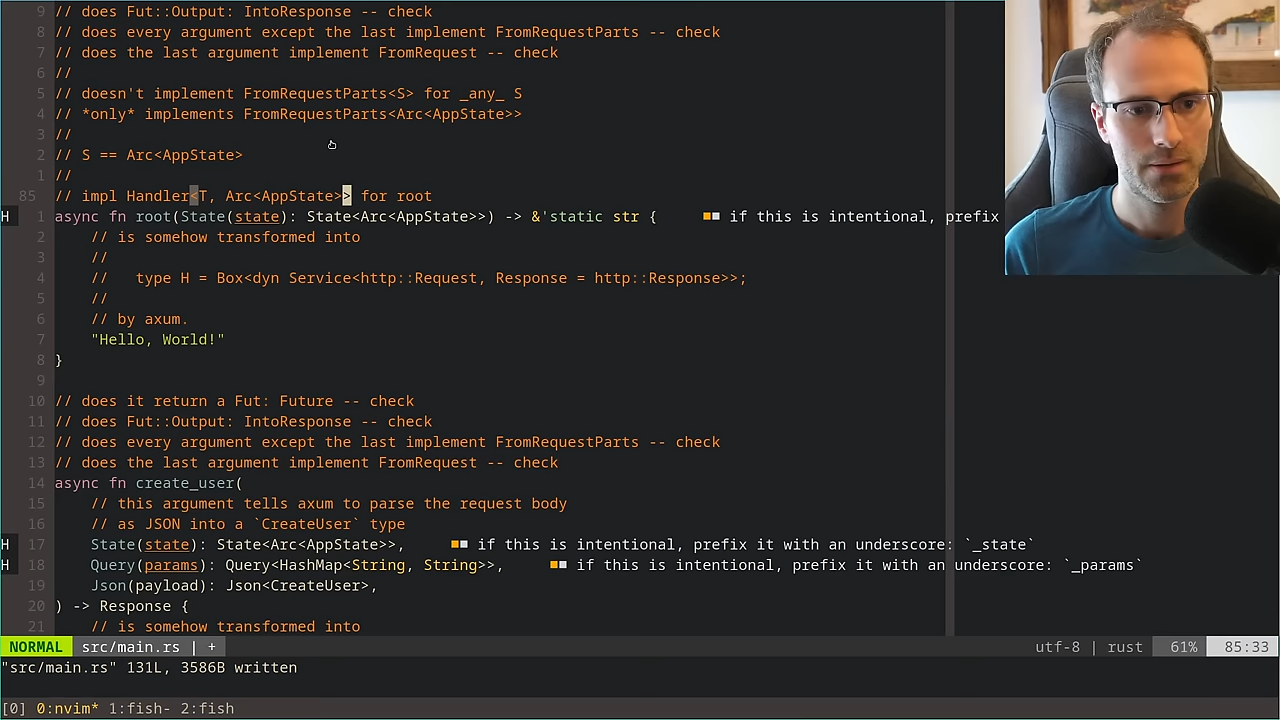 9 // does Fut::Output: IntoResponse -- check
8 // does every argument except the last implement FromRequestParts -- check
7 // does the last argument implement FromRequest -- check
6 //
5 // doesn't implement FromRequestParts<S> for _any_ S
4 // *only* implements FromRequestParts<Arc<AppState>>
3 //
2 // S == Arc<AppState>
1 //
85 // impl Handler<T, Arc<AppState>> for root
H 1 async fn root(State(state): State<Arc<AppState>>) -> &'static str { if this is intentional, prefix
2 // is somehow transformed into
3 //
4 // type H = Box<dyn Service<http::Request, Response = http::Response>>;
5 //
6 // by axum.
7 "Hello, World!"
8 }
9
10 // does it return a Fut: Future -- check
11 // does Fut::Output: IntoResponse -- check
12 // does every argument except the last implement FromRequestParts -- check
13 // does the last argument implement FromRequest -- check
14 async fn create_user(
15 // this argument tells axum to parse the request body
16 // as JSON into a `CreateUser` type
H 17 State(state): State<Arc<AppState>>, if this is intentional, prefix it with an underscore: `_state`
H 18 Query(params): Query<HashMap<String, String>>, if this is intentional, prefix it with an underscore: `_params`
19 Json(payload): Json<CreateUser>,
20 ) -> Response {
21 // is somehow transformed into
NORMAL src/main.rs | + utf-8 | rust 61% 85:33
"src/main.rs" 131L, 3586B written
[0] 0:nvim* 1:fish- 2:fish